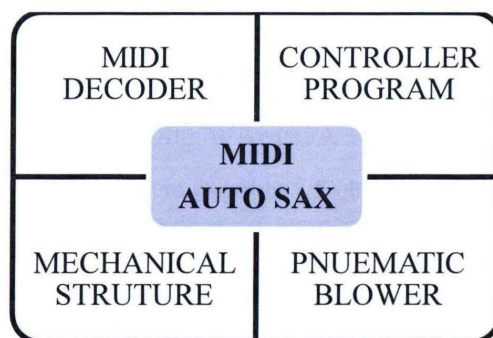 MIDI
DECODER
CONTROLLER
PROGRAM
MIDI
AUTO SAX
MECHANICAL
STRUTURE
PNUEMATIC
BLOWER